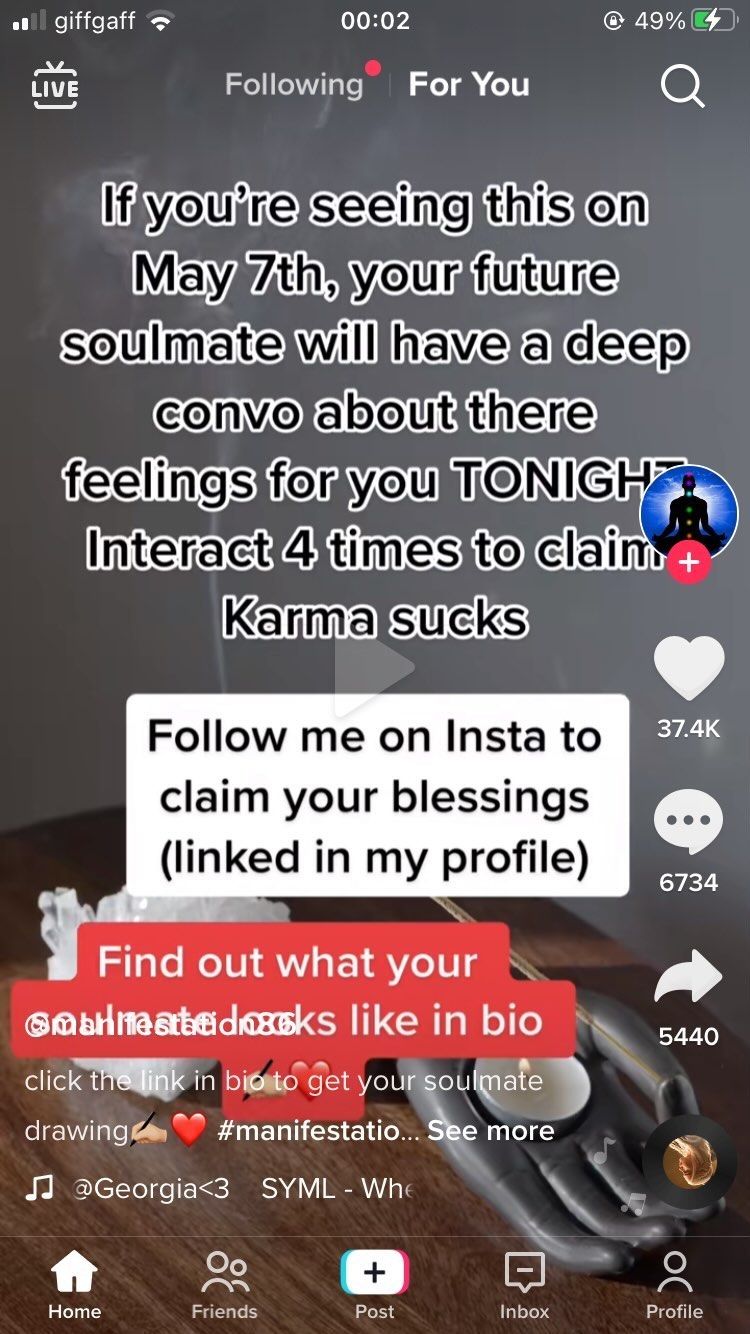 giffgaff 00:02 49%
LIVE Following For You
If you’re seeing this on
May 7th, your future
soulmate will have a deep
convo about there
feelings for you TONIGHT
Interact 4 times to claim
Karma sucks
37.4K
Follow me on Insta to
claim your blessings
(linked in my profile)
6734
Find out what your
soulmate looks like in bio
5440
@manifestation86
click the link in bio to get your soulmate
drawing✍🏼❤️ #manifestatio... See more
@Georgia<3 SYML - Whe
Home Friends Post Inbox Profile